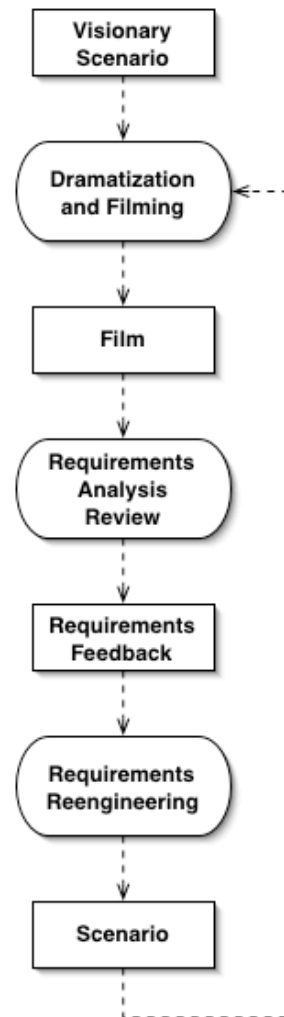 Visionary
Scenario
Dramatization
and Filming
Film
Requirements
Analysis
Review
Requirements
Feedback
Requirements
Reengineering
Scenario